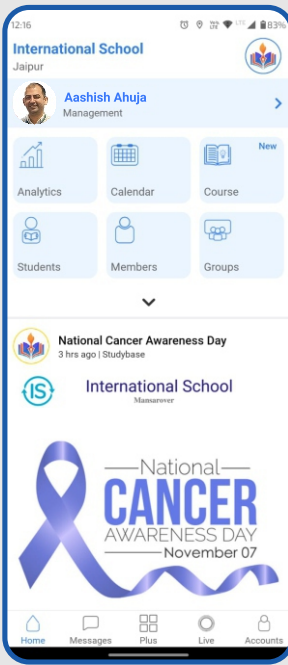 12:16
83%
International School
Jaipur
Aashish Ahuja
Management
New
Analytics
Calendar
Course
Students
Members
Groups
National Cancer Awareness Day
3 hrs ago | Studybase
IS
International School
Mansarover
National
CANCER
AWARENESS DAY
November 07
Home
Messages
Plus
Live
Accounts